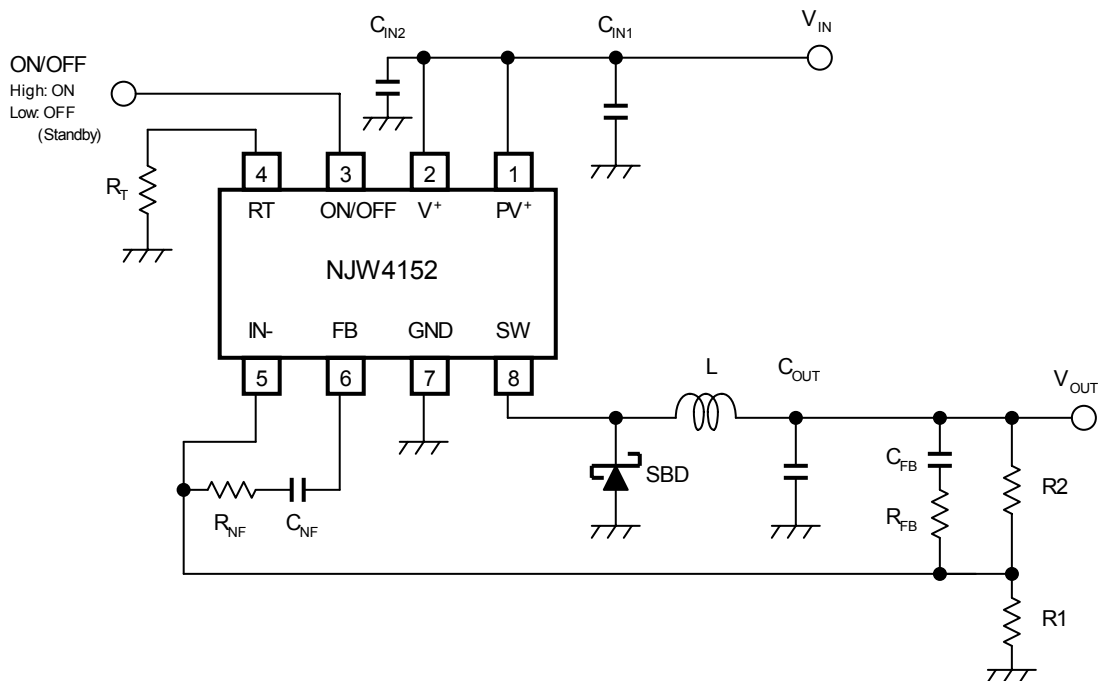 C_IN2
C_IN1
V_IN
ON/OFF
High: ON
Low: OFF
(Standby)
R_T
4
3
2
1
RT
ON/OFF
V⁺
PV⁺
NJW4152
IN-
FB
GND
SW
5
6
7
8
L
C_OUT
V_OUT
SBD
C_FB
R2
R_NF
C_NF
R_FB
R1